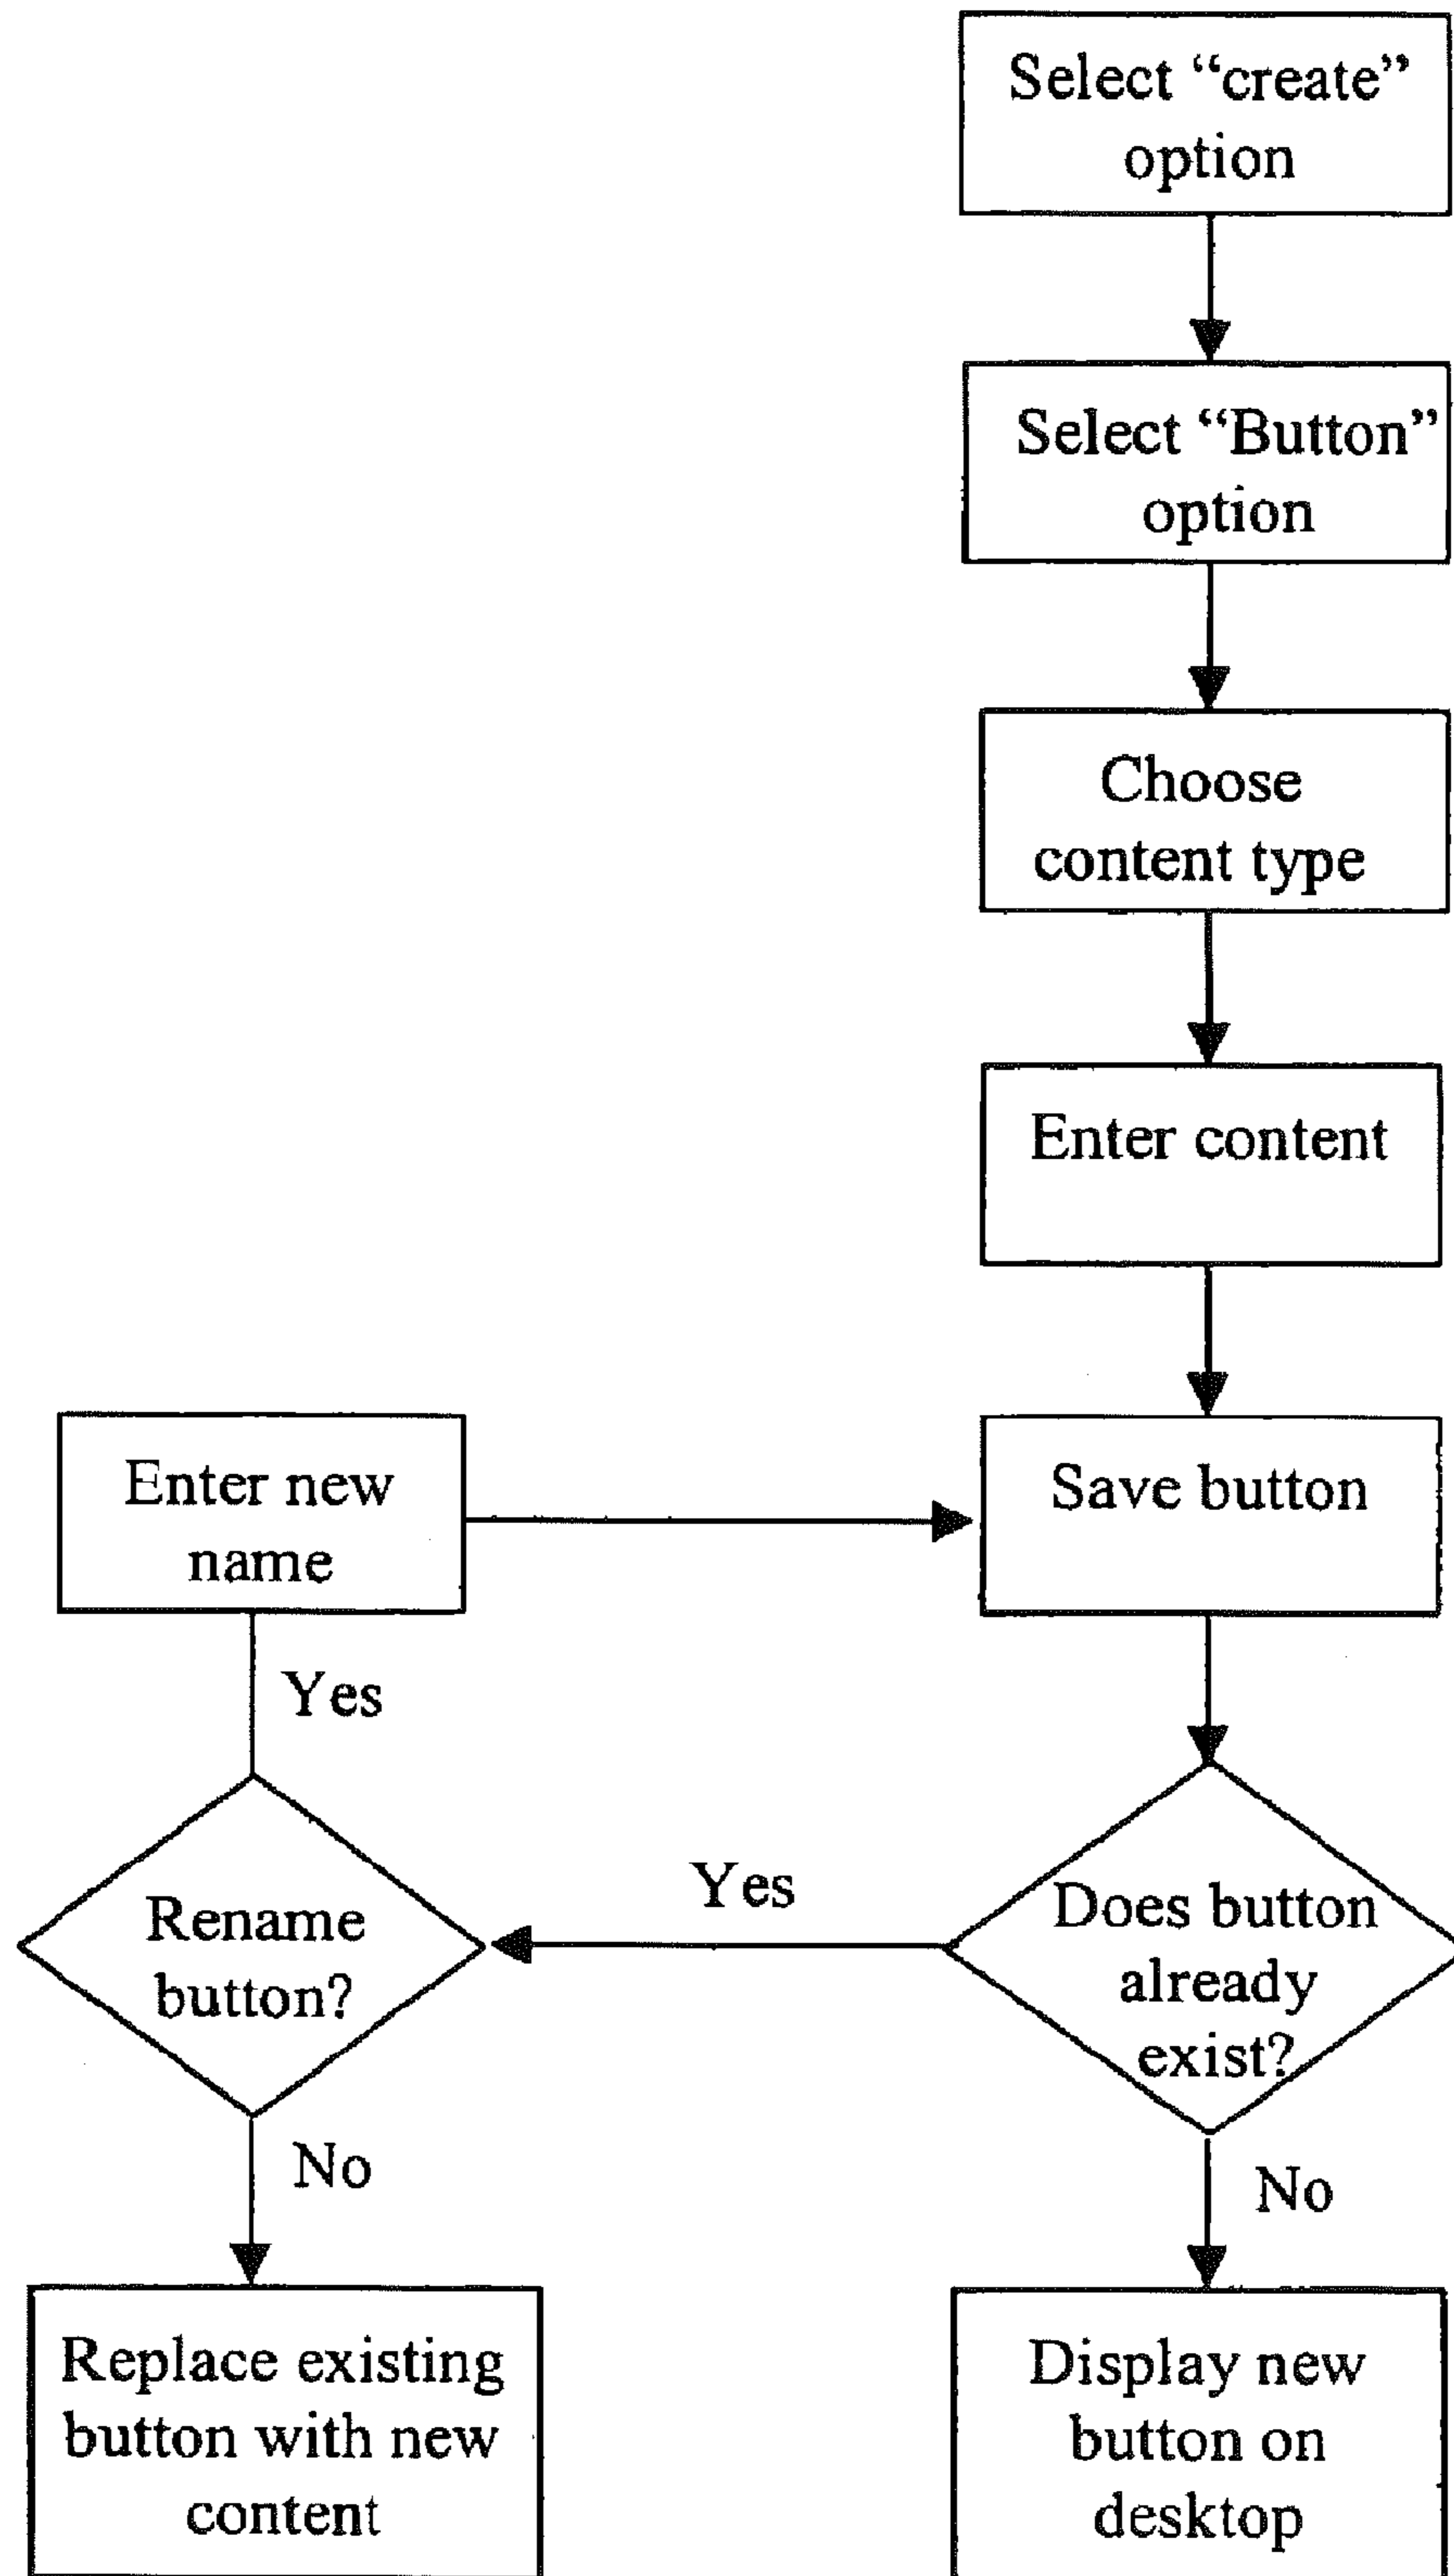 Select “create”
option
Select “Button”
option
Choose
content type
Enter content
Enter new
name
Save button
Yes
Rename
button?
Yes
Does button
already
exist?
No
No
Replace existing
button with new
content
Display new
button on
desktop